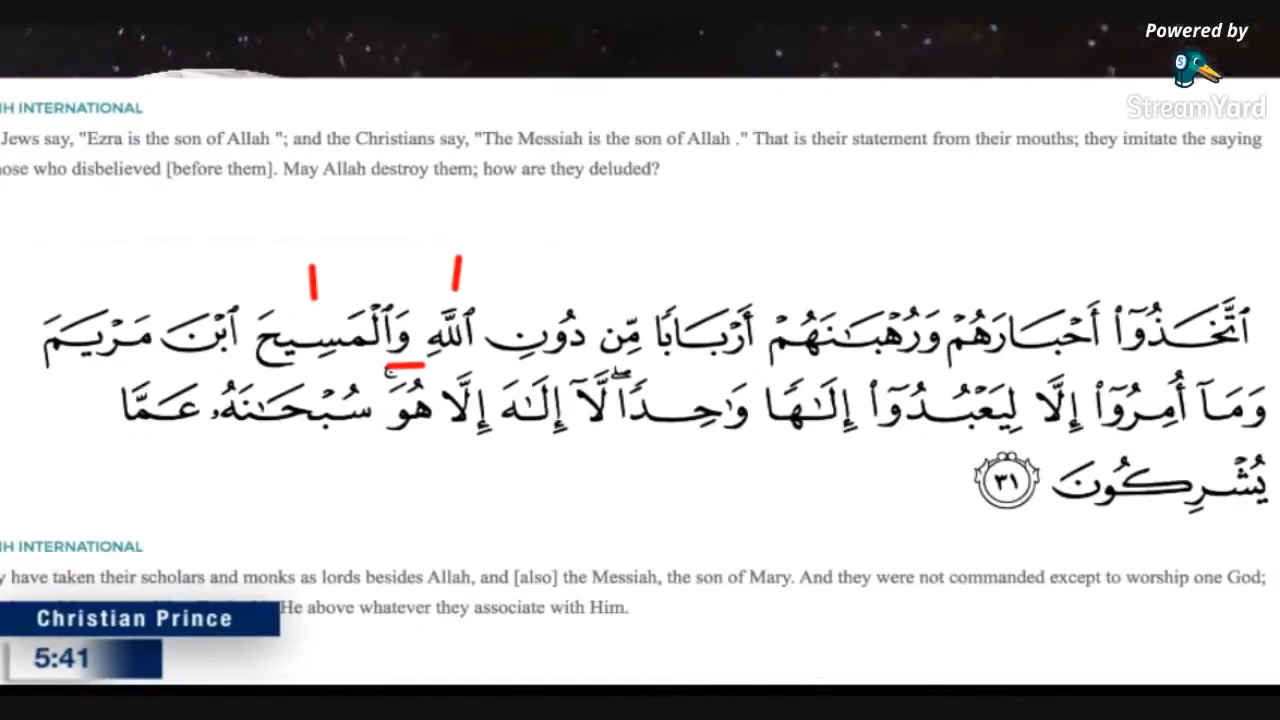 Powered by
StreamYard
IH INTERNATIONAL
Jews say, "Ezra is the son of Allah "; and the Christians say, "The Messiah is the son of Allah ." That is their statement from their mouths; they imitate the saying
who disbelieved [before them]. May Allah destroy them; how are they deluded?
ٱتَّخَذُوٓا۟ أَحْبَارَهُمْ وَرُهْبَـٰنَهُمْ أَرْبَابًا مِّن دُونِ ٱللَّهِ وَٱلْمَسِيحَ ٱبْنَ مَرْيَمَ
وَمَآ أُمِرُوٓا۟ إِلَّا لِيَعْبُدُوٓا۟ إِلَـٰهًا وَٰحِدًا ۖ لَّآ إِلَـٰهَ إِلَّا هُوَ ۚ سُبْحَـٰنَهُۥ عَمَّا
يُشْرِكُونَ ٣١
IH INTERNATIONAL
have taken their scholars and monks as lords besides Allah, and [also] the Messiah, the son of Mary. And they were not commanded except to worship one God;
He above whatever they associate with Him.
Christian Prince
5:41